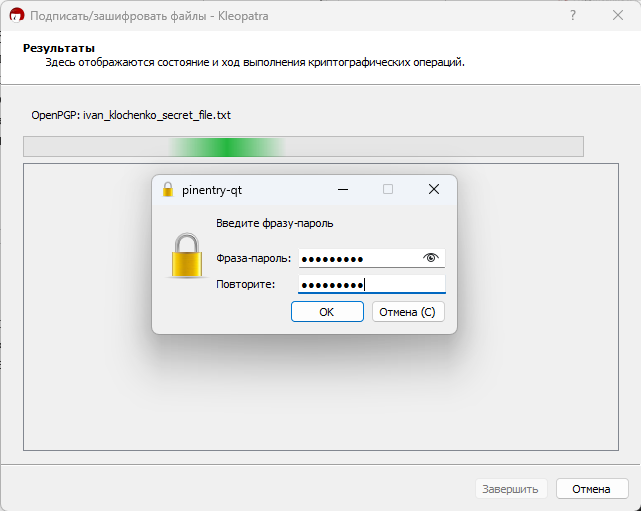 Подписать/зашифровать файлы - Kleopatra
Результаты
Здесь отображаются состояние и ход выполнения криптографических операций.
OpenPGP: ivan_klochenko_secret_file.txt
pinentry-qt
Введите фразу-пароль
Фраза-пароль: ●●●●●●●●●
Повторите: ●●●●●●●●●
OK
Отмена (C)
Завершить
Отмена